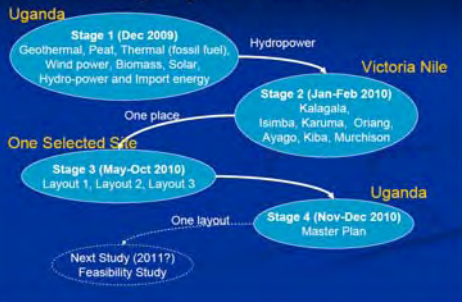 Uganda
Stage 1 (Dec 2009)
Geothermal, Peat, Thermal (fossil fuel),
Wind power, Biomass, Solar,
Hydro-power and Import energy
Hydropower
Victoria Nile
Stage 2 (Jan-Feb 2010)
Kalagala,
Isimba, Karuma, Oriang,
Ayago, Kiba, Murchison
One place
One Selected Site
Stage 3 (May-Oct 2010)
Layout 1, Layout 2, Layout 3
Uganda
Stage 4 (Nov-Dec 2010)
Master Plan
One layout
Next Study (2011?)
Feasibility Study